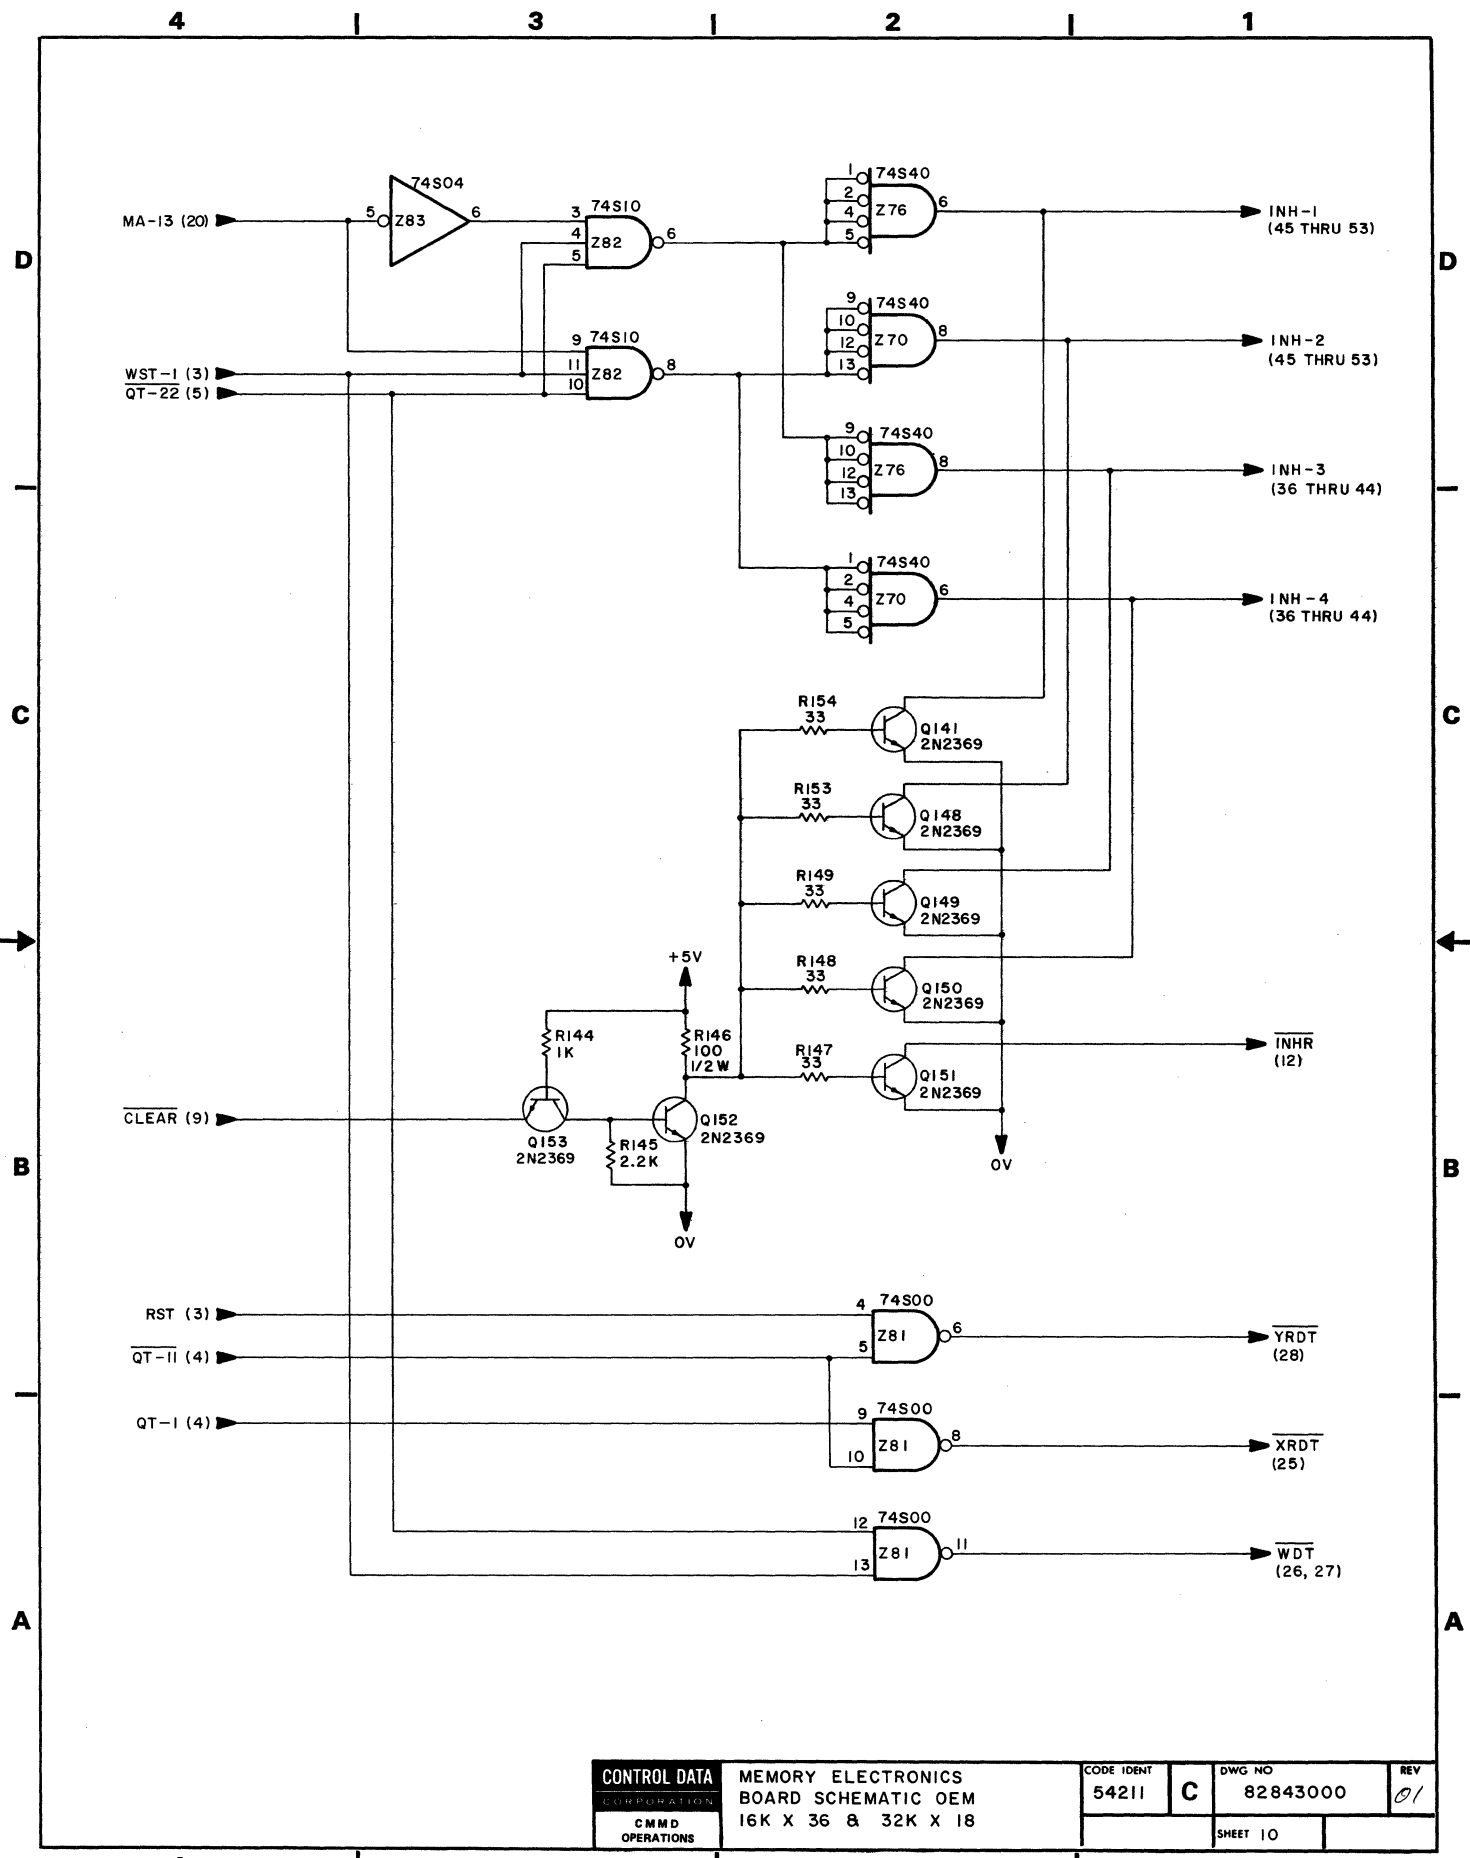 4 3 2 1
D D
C C
B B
A A
MA-13 (20)
5
74S04
Z83
6
3
74S10
4
Z82
5
6
1
74S40
2
Z76
4
5
6
INH-1
(45 THRU 53)
9
74S40
10
Z70
12
13
8
INH-2
(45 THRU 53)
WST-1 (3)
QT-22 (5)
9
74S10
11
Z82
10
8
9
74S40
10
Z76
12
13
8
INH-3
(36 THRU 44)
1
74S40
2
Z70
4
5
6
INH-4
(36 THRU 44)
R154
33
Q141
2N2369
R153
33
Q148
2N2369
R149
33
Q149
2N2369
R148
33
Q150
2N2369
R147
33
Q151
2N2369
INHR
(12)
0V
+5V
R144
1K
R146
100
1/2W
CLEAR (9)
Q153
2N2369
R145
2.2K
Q152
2N2369
0V
RST (3)
QT-11 (4)
4
74S00
Z81
5
6
YRDT
(28)
QT-1 (4)
9
74S00
Z81
10
8
XRDT
(25)
12
74S00
Z81
13
11
WDT
(26, 27)
CONTROL DATA
CORPORATION
CMMD
OPERATIONS
MEMORY ELECTRONICS
BOARD SCHEMATIC OEM
16K X 36 & 32K X 18
CODE IDENT
54211
C
DWG NO
82843000
REV
01
SHEET 10